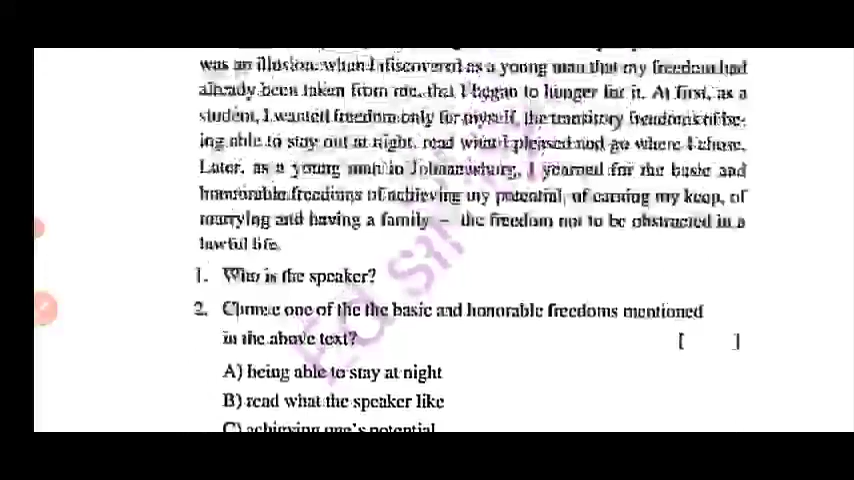 was an illusion, when I discovered as a young man that my freedom had
already been taken from me, that I began to hunger for it. At first, as a
student, I wanted freedom only for myself, the transitory freedoms of be-
ing able to stay out at night, read what I pleased and go where I chose.
Later, as a young man in Johannesburg, I yearned for the basic and
honorable freedoms of achieving my potential, of earning my keep, of
marrying and having a family – the freedom not to be obstructed in a
lawful life.
1. Who is the speaker?
2. Choose one of the the basic and honorable freedoms mentioned
in the above text? [ ]
A) being able to stay at night
B) read what the speaker like
C) achieving one's potential